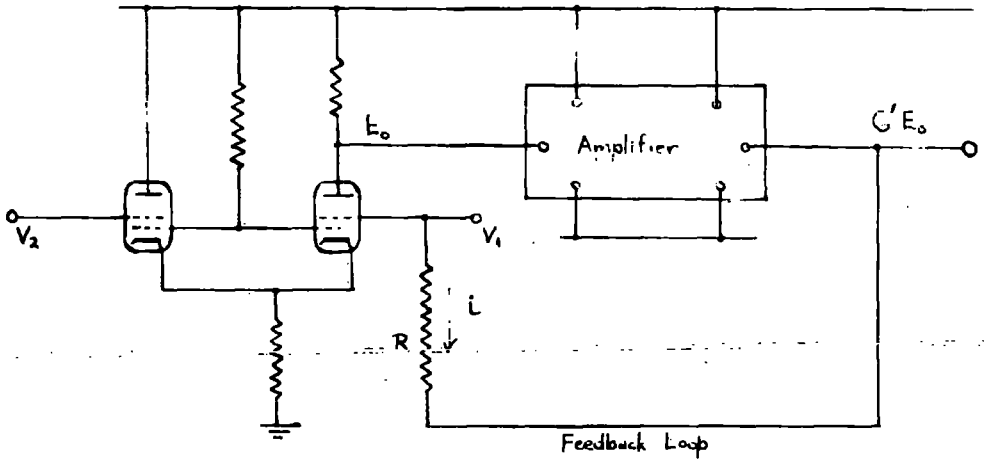 E₀
G'E₀
Amplifier
V₂
V₁
i
R
Feedback Loop